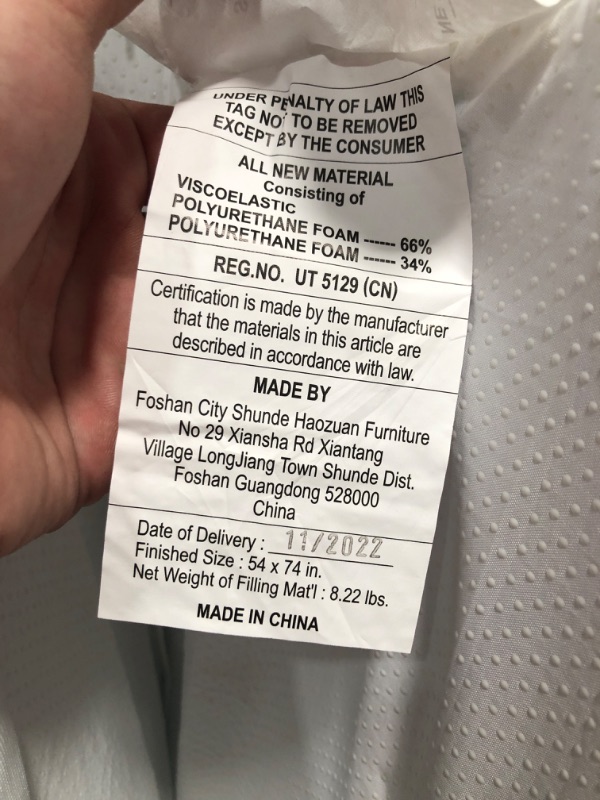 UNDER PENALTY OF LAW THIS
TAG NOT TO BE REMOVED
EXCEPT BY THE CONSUMER
ALL NEW MATERIAL
Consisting of
VISCOELASTIC
POLYURETHANE FOAM ------ 66%
POLYURETHANE FOAM ------ 34%
REG.NO. UT 5129 (CN)
Certification is made by the manufacturer
that the materials in this article are
described in accordance with law.
MADE BY
Foshan City Shunde Haozuan Furniture
No 29 Xiansha Rd Xiantang
Village LongJiang Town Shunde Dist.
Foshan Guangdong 528000
China
Date of Delivery : 11/2022
Finished Size : 54 x 74 in.
Net Weight of Filling Mat'l : 8.22 lbs.
MADE IN CHINA